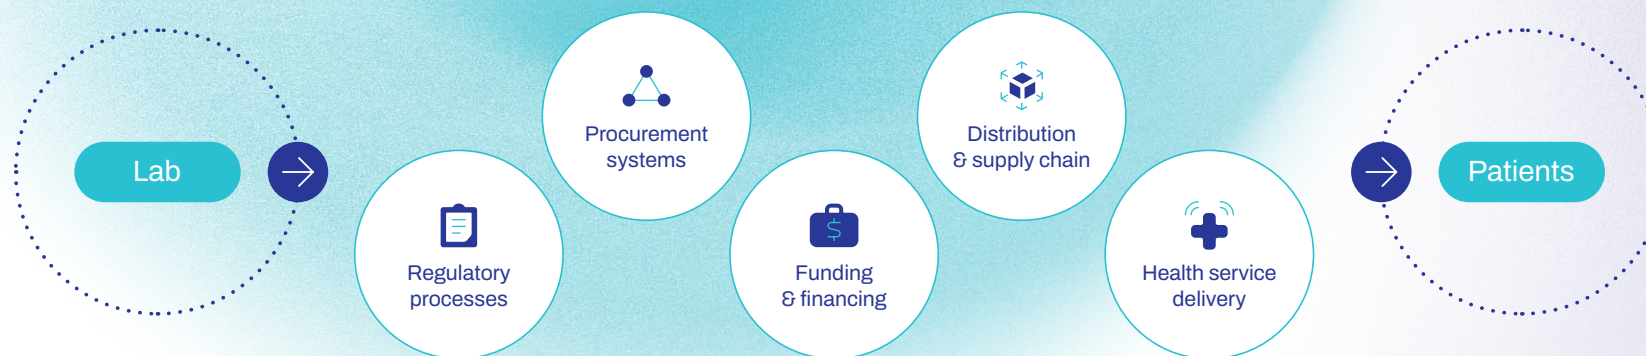 Lab
Regulatory
processes
Procurement
systems
$
Funding
& financing
Distribution
& supply chain
Health service
delivery
Patients